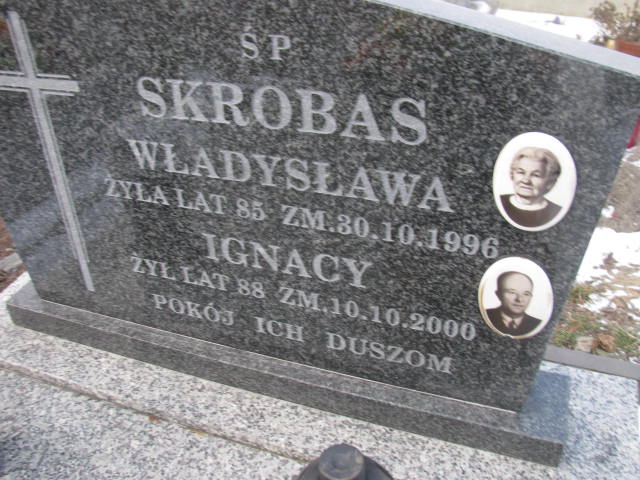 ŚP
SKROBAS
WŁADYSŁAWA
ŻYŁA LAT 85 ZM.30.10.1996
IGNACY
ŻYŁ LAT 88 ZM.10.10.2000
POKÓJ ICH DUSZOM